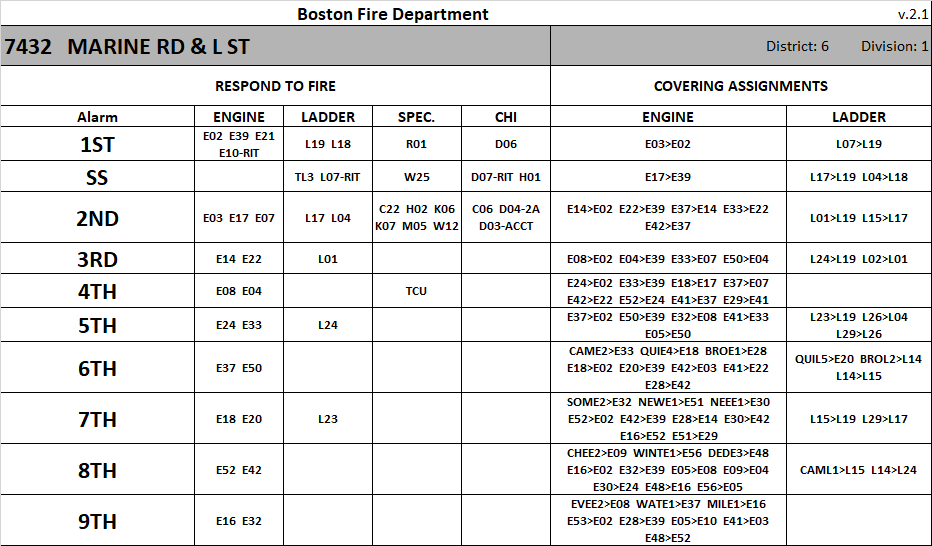 Boston Fire Department v.2.1
7432 MARINE RD & L ST District: 6 Division: 1
RESPOND TO FIRE COVERING ASSIGNMENTS
Alarm ENGINE LADDER SPEC. CHI ENGINE LADDER
1ST
E02 E39 E21
E10-RIT
L19 L18
R01
D06
E03>E02
L07>L19
SS
TL3 L07-RIT
W25
D07-RIT H01
E17>E39
L17>L19 L04>L18
2ND
E03 E17 E07
L17 L04
C22 H02 K06
K07 M05 W12
C06 D04-2A
D03-ACCT
E14>E02 E22>E39 E37>E14 E33>E22
E42>E37
L01>L19 L15>L17
3RD
E14 E22
L01
E08>E02 E04>E39 E33>E07 E50>E04
L24>L19 L02>L01
4TH
E08 E04
TCU
E24>E02 E33>E39 E18>E17 E37>E07
E42>E22 E52>E24 E41>E37 E29>E41
5TH
E24 E33
L24
E37>E02 E50>E39 E32>E08 E41>E33
E05>E50
L23>L19 L26>L04
L29>L26
6TH
E37 E50
CAME2>E33 QUIE4>E18 BROE1>E28
E18>E02 E20>E39 E42>E03 E41>E22
E28>E42
QUIL5>E20 BROL2>L14
L14>L15
7TH
E18 E20
L23
SOME2>E32 NEWE1>E51 NEEE1>E30
E52>E02 E42>E39 E28>E14 E30>E42
E16>E52 E51>E29
L15>L19 L29>L17
8TH
E52 E42
CHEE2>E09 WINTE1>E56 DEDE3>E48
E16>E02 E32>E39 E05>E08 E09>E04
E30>E24 E48>E16 E56>E05
CAML1>L15 L14>L24
9TH
E16 E32
EVEE2>E08 WATE1>E37 MILE1>E16
E53>E02 E28>E39 E05>E10 E41>E03
E48>E52